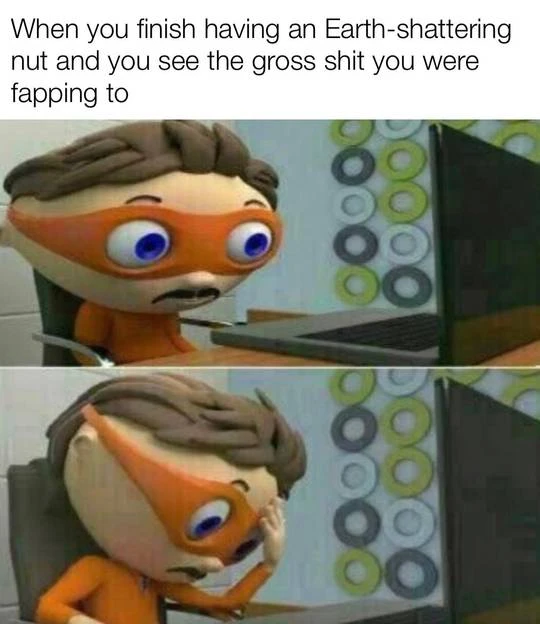 When you finish having an Earth-shattering
nut and you see the gross shit you were
fapping to